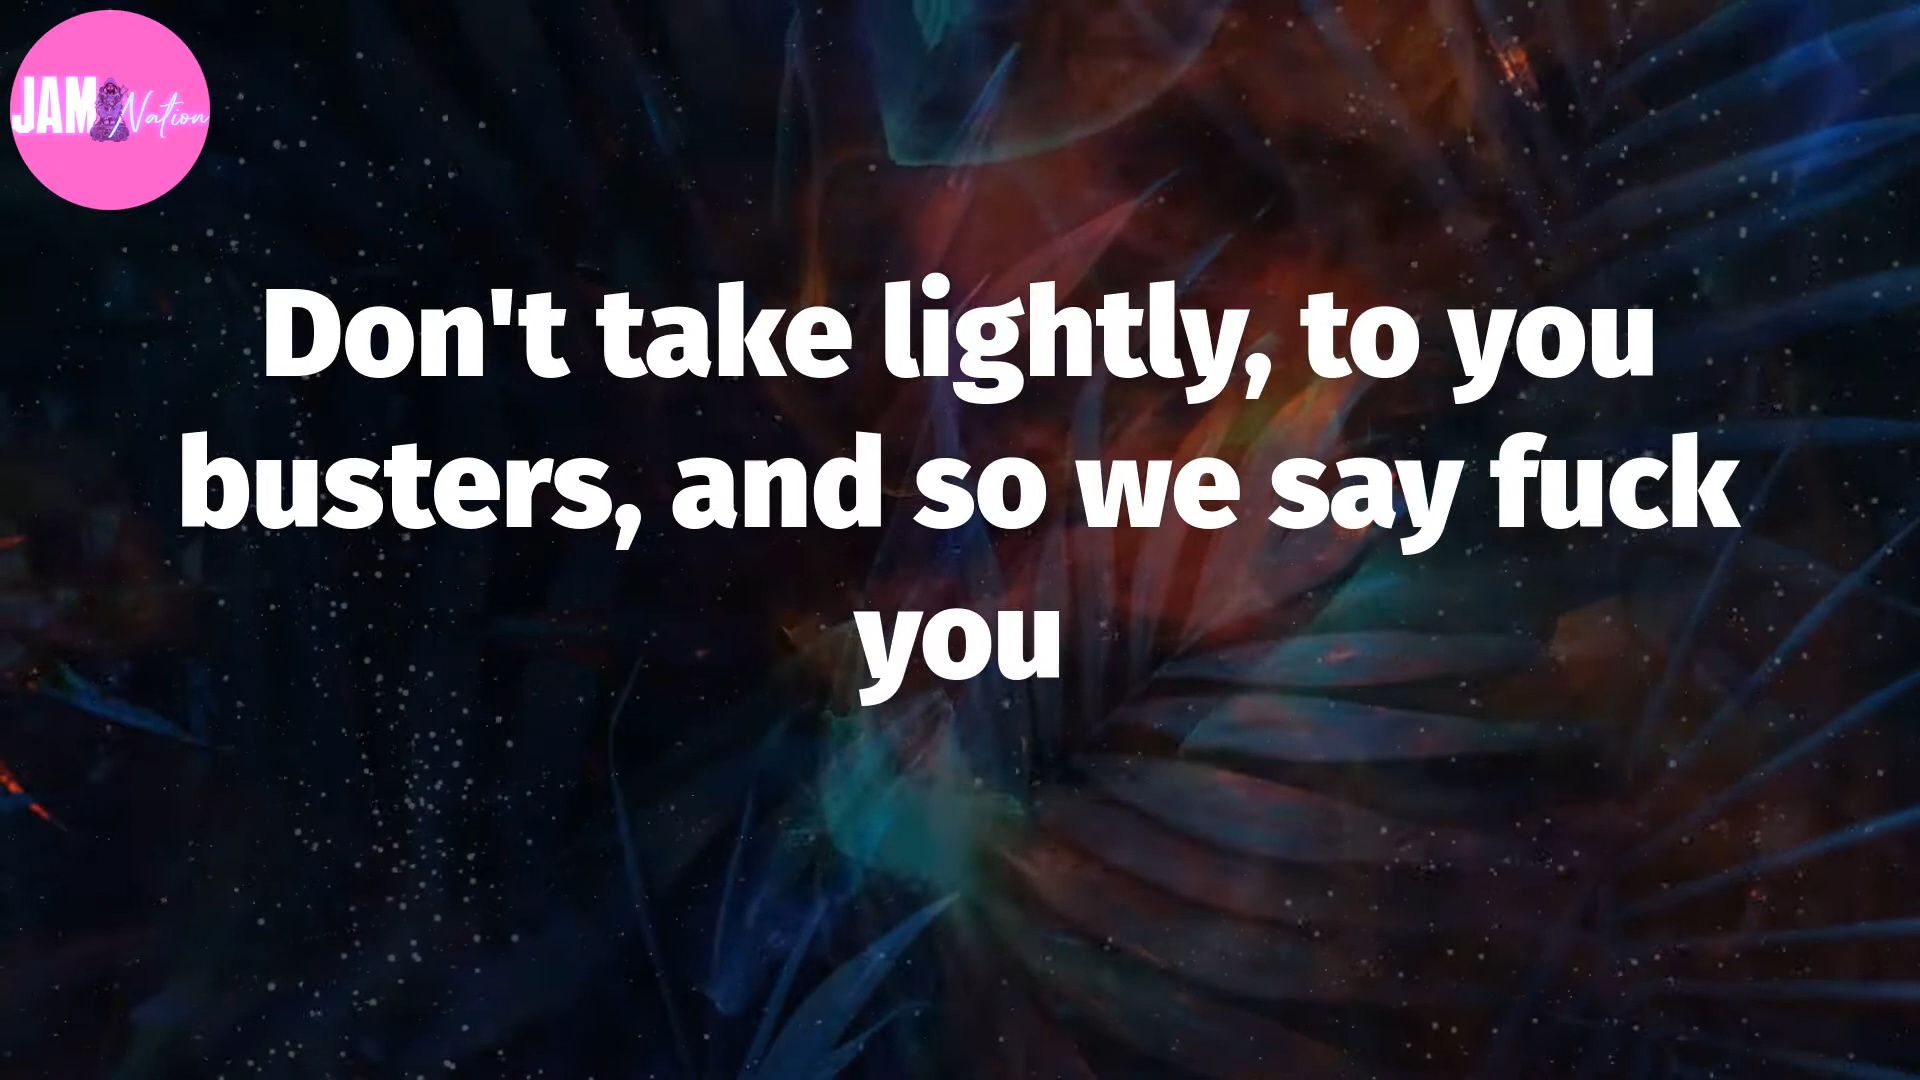 JAM Nation
Don't take lightly, to you
busters, and so we say fuck
you